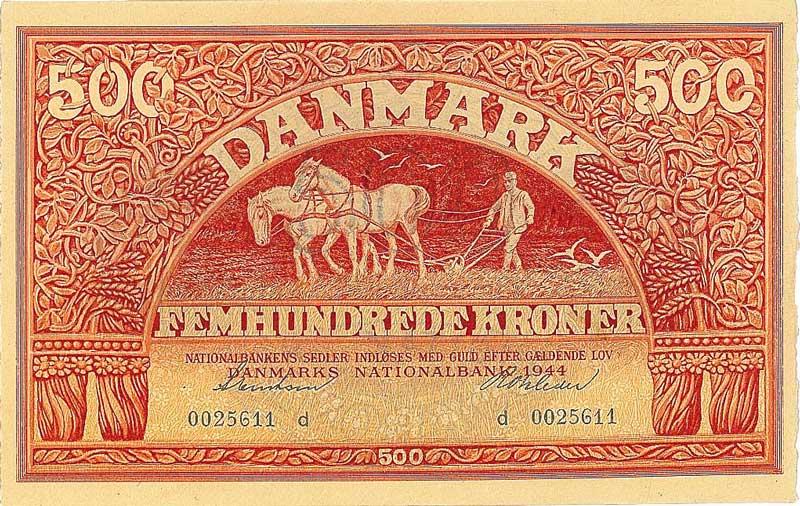 500 500
DANMARK
FEMHUNDREDE KRONER
NATIONALBANKENS SEDLER INDLØSES MED GULD EFTER GÆLDENDE LOV
DANMARKS NATIONALBANK 1944
0025611 d d 0025611
500